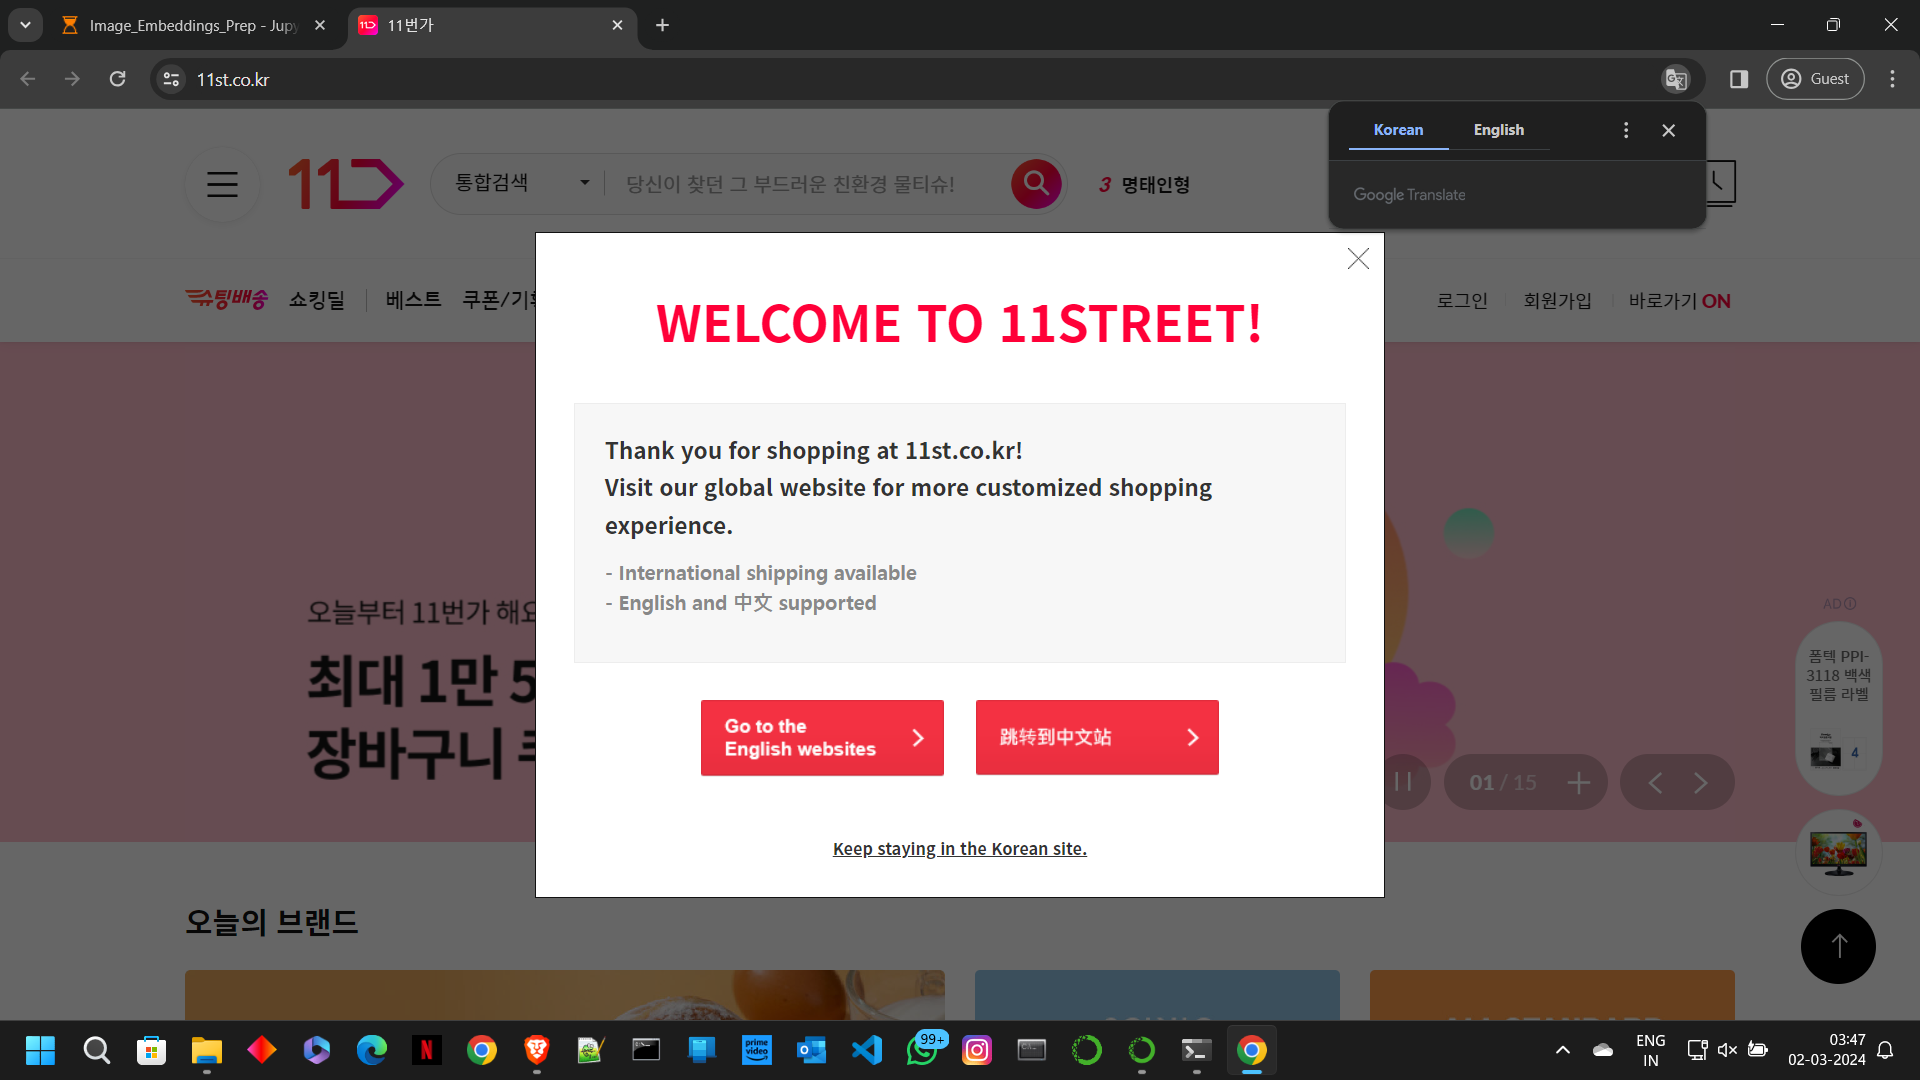 Image_Embeddings_Prep - Jupy
11번가
11st.co.kr
Guest
Korean
English
Google Translate
통합검색
당신이 찾던 그 부드러운 친환경 물티슈!
3 명태인형
슈팅배송
쇼킹딜
베스트
쿠폰/기획
로그인
회원가입
바로가기 ON
WELCOME TO 11STREET!
Thank you for shopping at 11st.co.kr!
Visit our global website for more customized shopping
experience.
- International shipping available
- English and 中文 supported
Go to the
English websites
跳转到中文站
Keep staying in the Korean site.
오늘부터 11번가 해요
최대 1만 5
장바구니 쿠
01 / 15
AD
폼텍 PPI-
3118 백색
필름 라벨
4
오늘의 브랜드
prime
video
99+
ENG
IN
03:47
02-03-2024